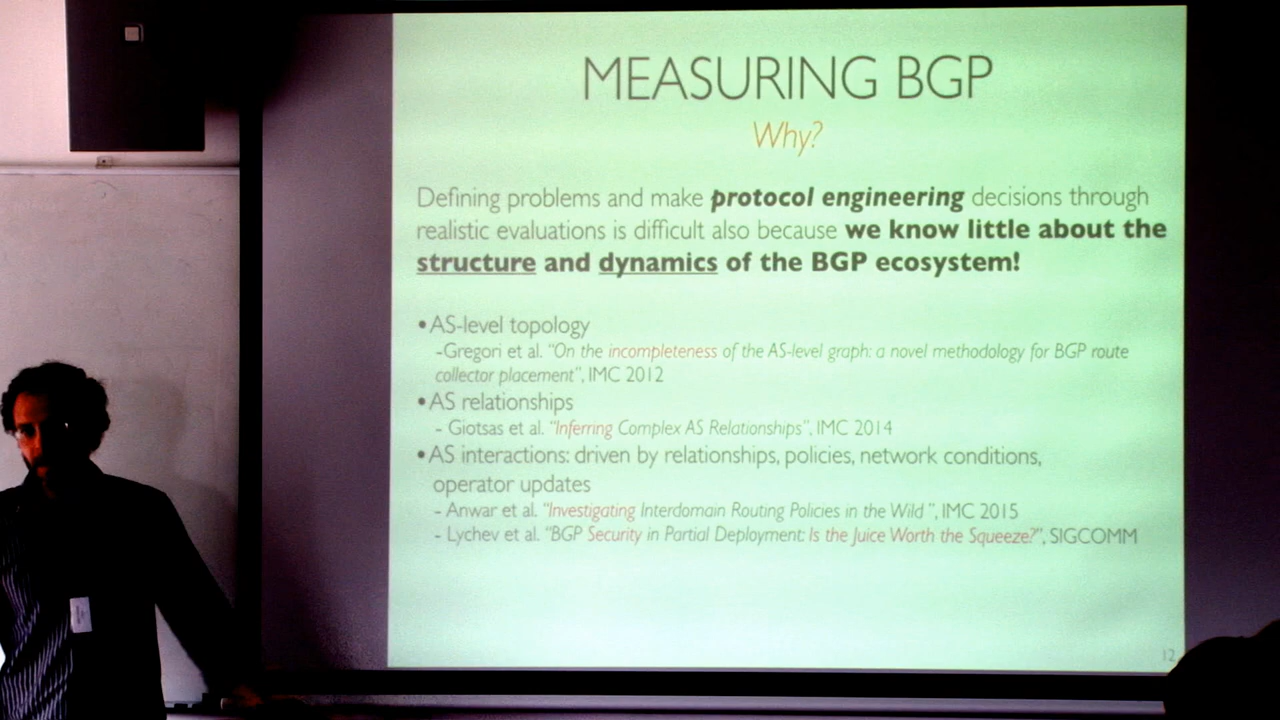 MEASURING BGP
Why?
Defining problems and make protocol engineering decisions through
realistic evaluations is difficult also because we know little about the
structure and dynamics of the BGP ecosystem!
•AS-level topology
-Gregori et al. “On the incompleteness of the AS-level graph: a novel methodology for BGP route
collector placement”, IMC 2012
•AS relationships
- Giotsas et al. “Inferring Complex AS Relationships”, IMC 2014
•AS interactions: driven by relationships, policies, network conditions,
operator updates
- Anwar et al. “Investigating Interdomain Routing Policies in the Wild ”, IMC 2015
- Lychev et al. “BGP Security in Partial Deployment: Is the Juice Worth the Squeeze?”, SIGCOMM
12